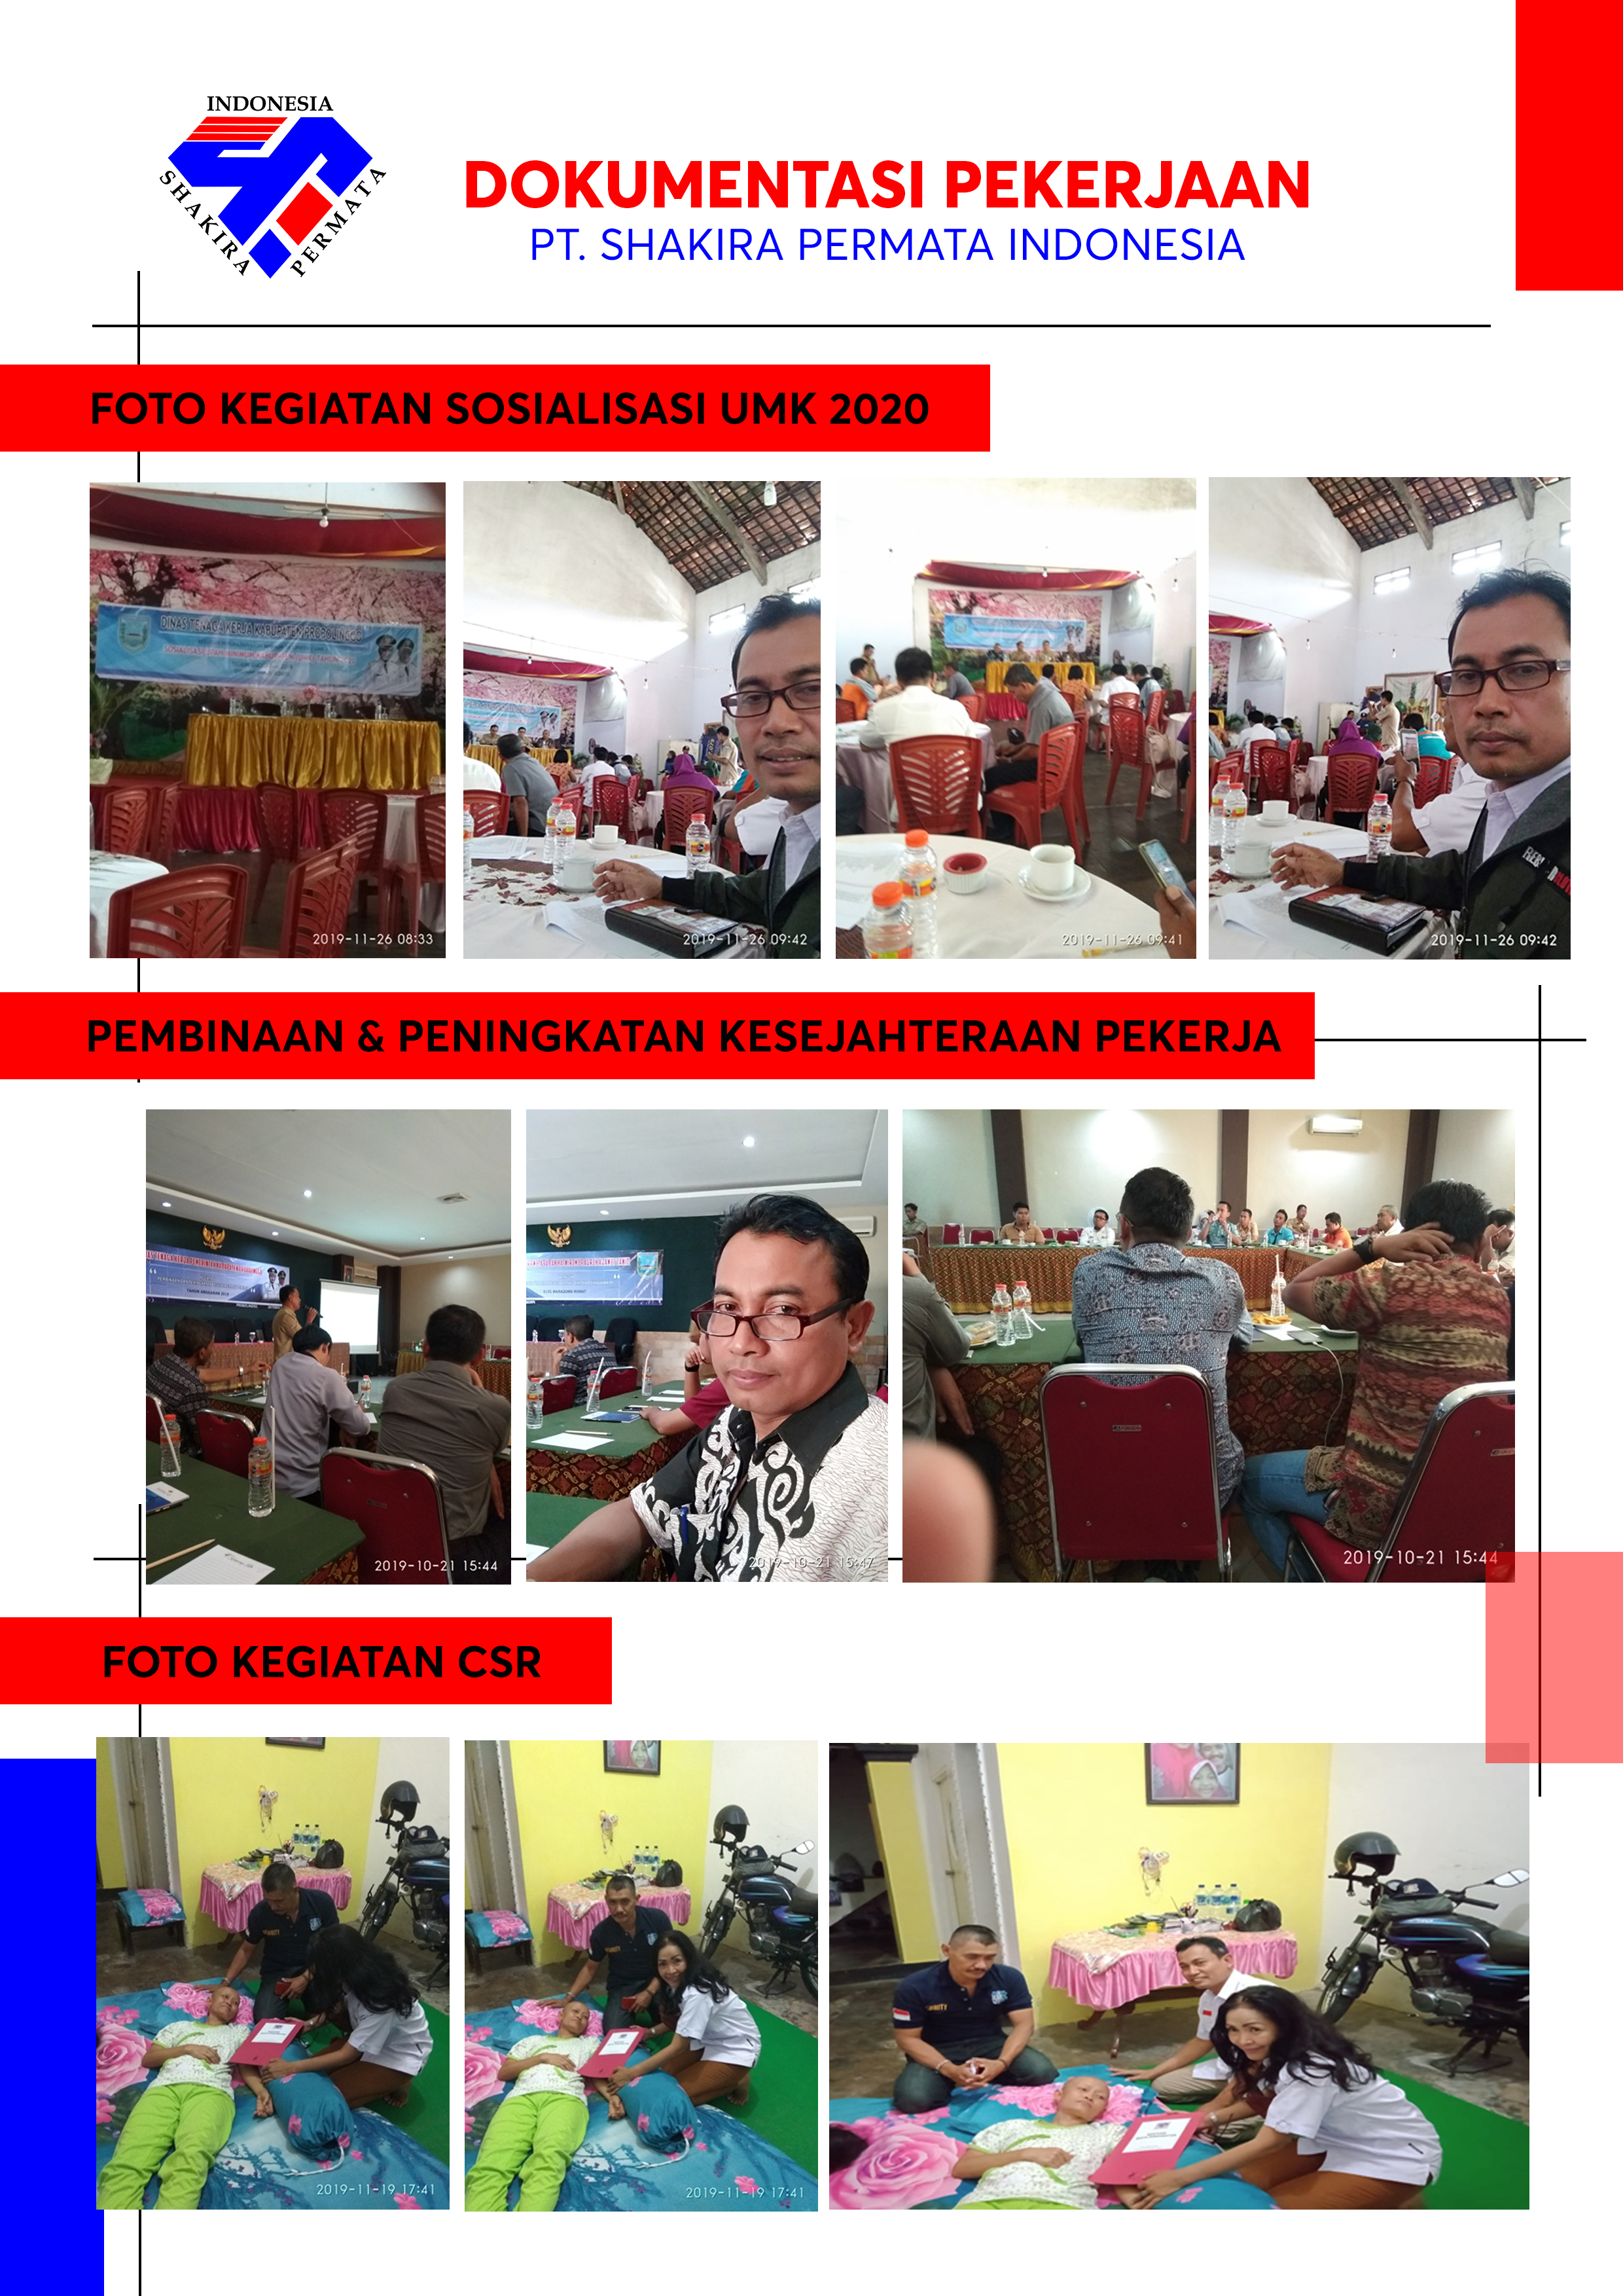 INDONESIA
SHAKIRA PERMATA
DOKUMENTASI PEKERJAAN
PT. SHAKIRA PERMATA INDONESIA
FOTO KEGIATAN SOSIALISASI UMK 2020
DINAS TENAGA KERJA KABUPATEN PROBOLINGGO
2019-11-26 08:33
2019-11-26 09:42
2019-11-26 09:41
2019-11-26 09:42
PEMBINAAN & PENINGKATAN KESEJAHTERAAN PEKERJA
2019-10-21 15:44
2019-10-21 15:47
2019-10-21 15:44
FOTO KEGIATAN CSR
2019-11-19 17:41
2019-11-19 17:41